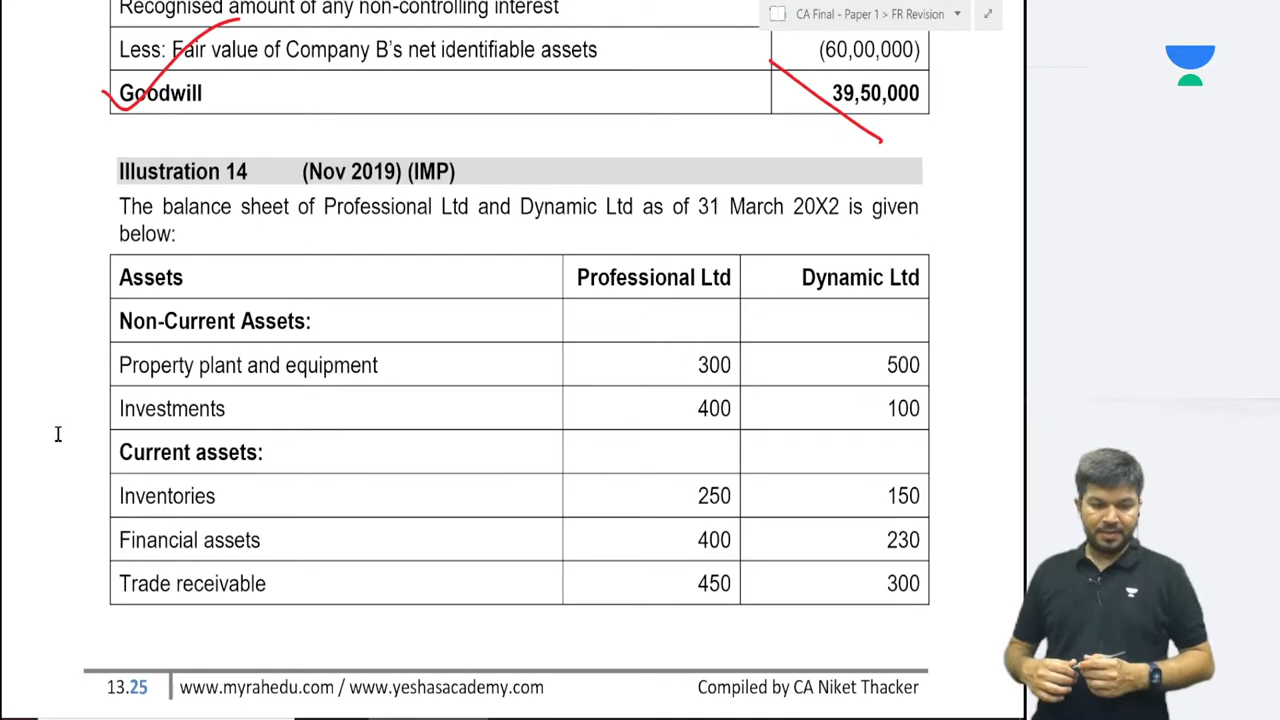 Recognised amount of any non-controlling interest
CA Final - Paper 1 > FR Revision
Less: Fair value of Company B's net identifiable assets (60,00,000)
Goodwill 39,50,000
Illustration 14 (Nov 2019) (IMP)
The balance sheet of Professional Ltd and Dynamic Ltd as of 31 March 20X2 is given
below:
Assets Professional Ltd Dynamic Ltd
Non-Current Assets:
Property plant and equipment 300 500
Investments 400 100
Current assets:
Inventories 250 150
Financial assets 400 230
Trade receivable 450 300
13.25 www.myrahedu.com / www.yeshasacademy.com Compiled by CA Niket Thacker